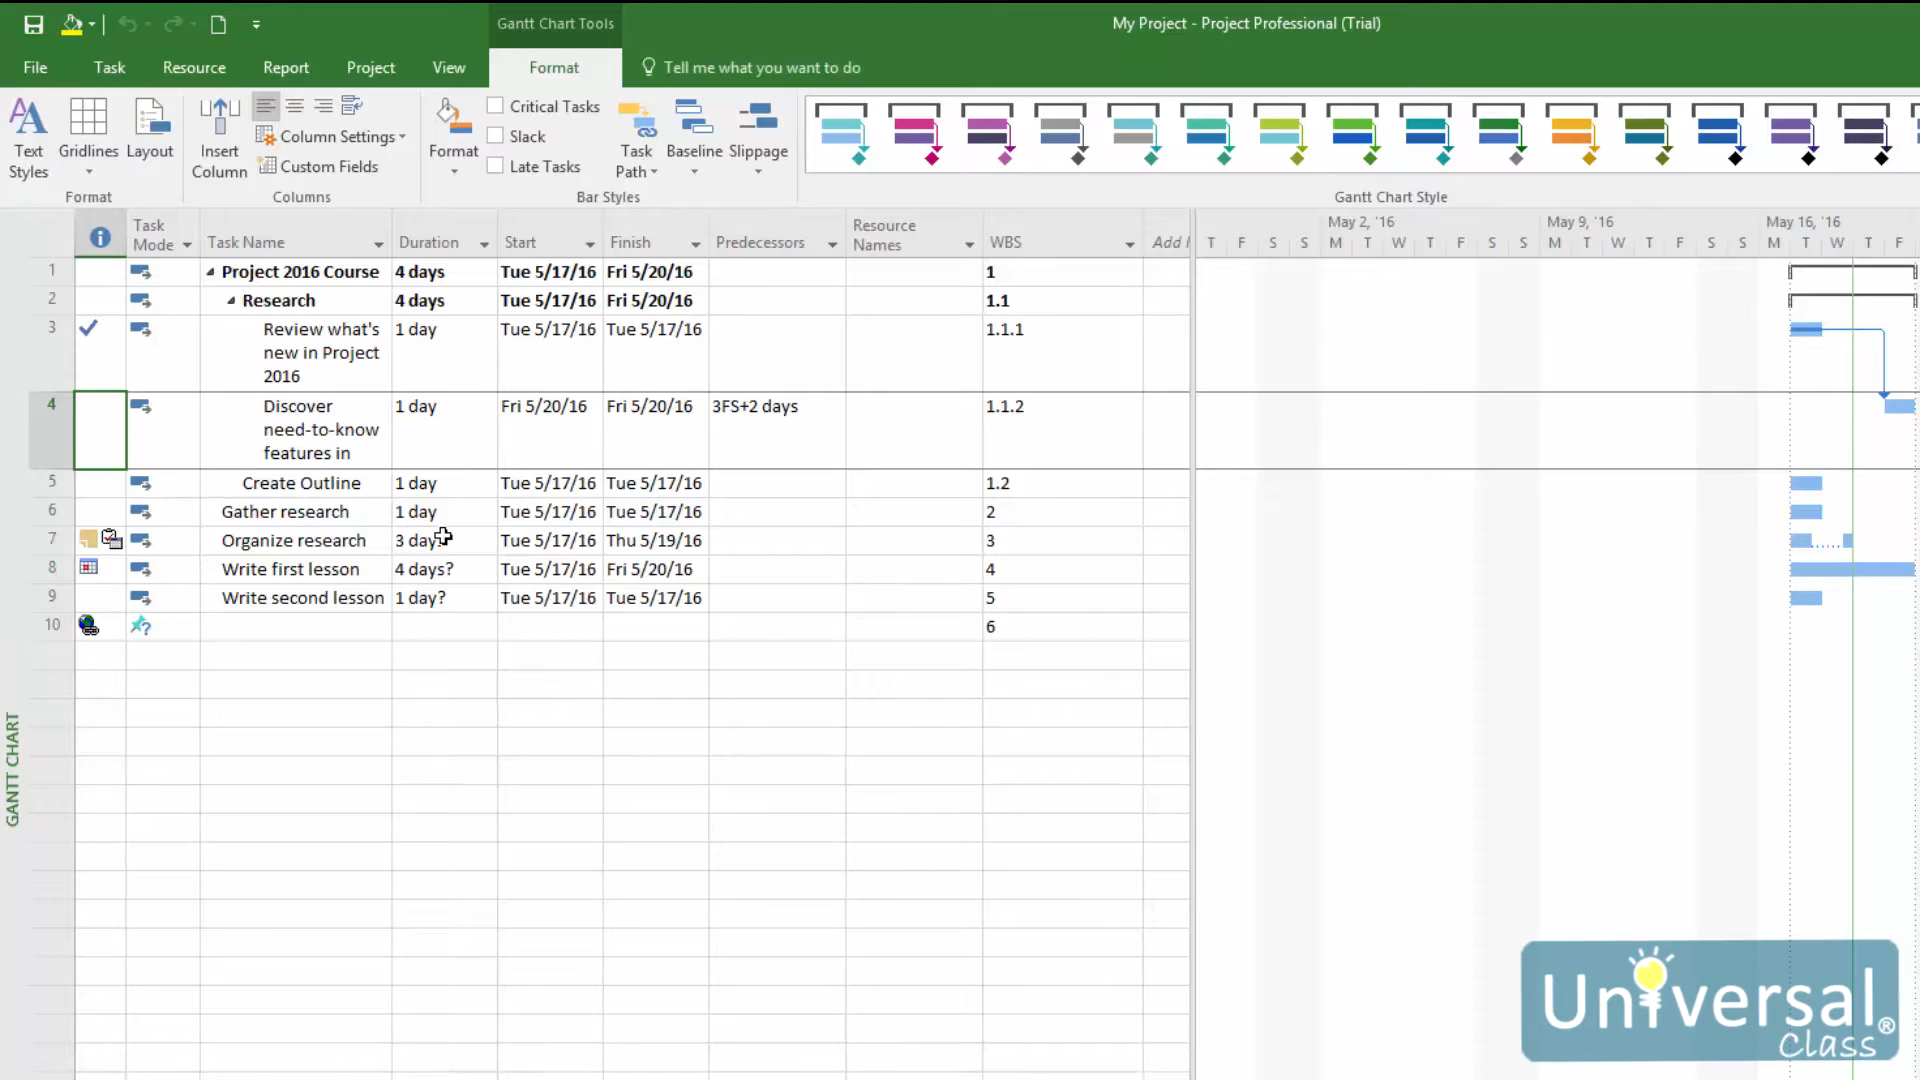 Gantt Chart Tools
My Project - Project Professional (Trial)
File Task Resource Report Project View Format Tell me what you want to do
Text Styles
Gridlines
Layout
Format
Insert Column
Column Settings
Custom Fields
Columns
Format
Critical Tasks
Slack
Late Tasks
Task Path
Baseline
Slippage
Bar Styles
Gantt Chart Style
Task Mode Task Name Duration Start Finish Predecessors Resource Names WBS
May 2, '16 May 9, '16 May 16, '16
T F S S M T W T F S S M T W T F S S M T W T F
1 Project 2016 Course 4 days Tue 5/17/16 Fri 5/20/16 1
2 Research 4 days Tue 5/17/16 Fri 5/20/16 1.1
3 Review what's new in Project 2016 1 day Tue 5/17/16 Tue 5/17/16 1.1.1
4 Discover need-to-know features in 1 day Fri 5/20/16 Fri 5/20/16 3FS+2 days 1.1.2
5 Create Outline 1 day Tue 5/17/16 Tue 5/17/16 1.2
6 Gather research 1 day Tue 5/17/16 Tue 5/17/16 2
7 Organize research 3 days Tue 5/17/16 Thu 5/19/16 3
8 Write first lesson 4 days? Tue 5/17/16 Fri 5/20/16 4
9 Write second lesson 1 day? Tue 5/17/16 Tue 5/17/16 5
10 6
GANTT CHART
Universal
Class ®